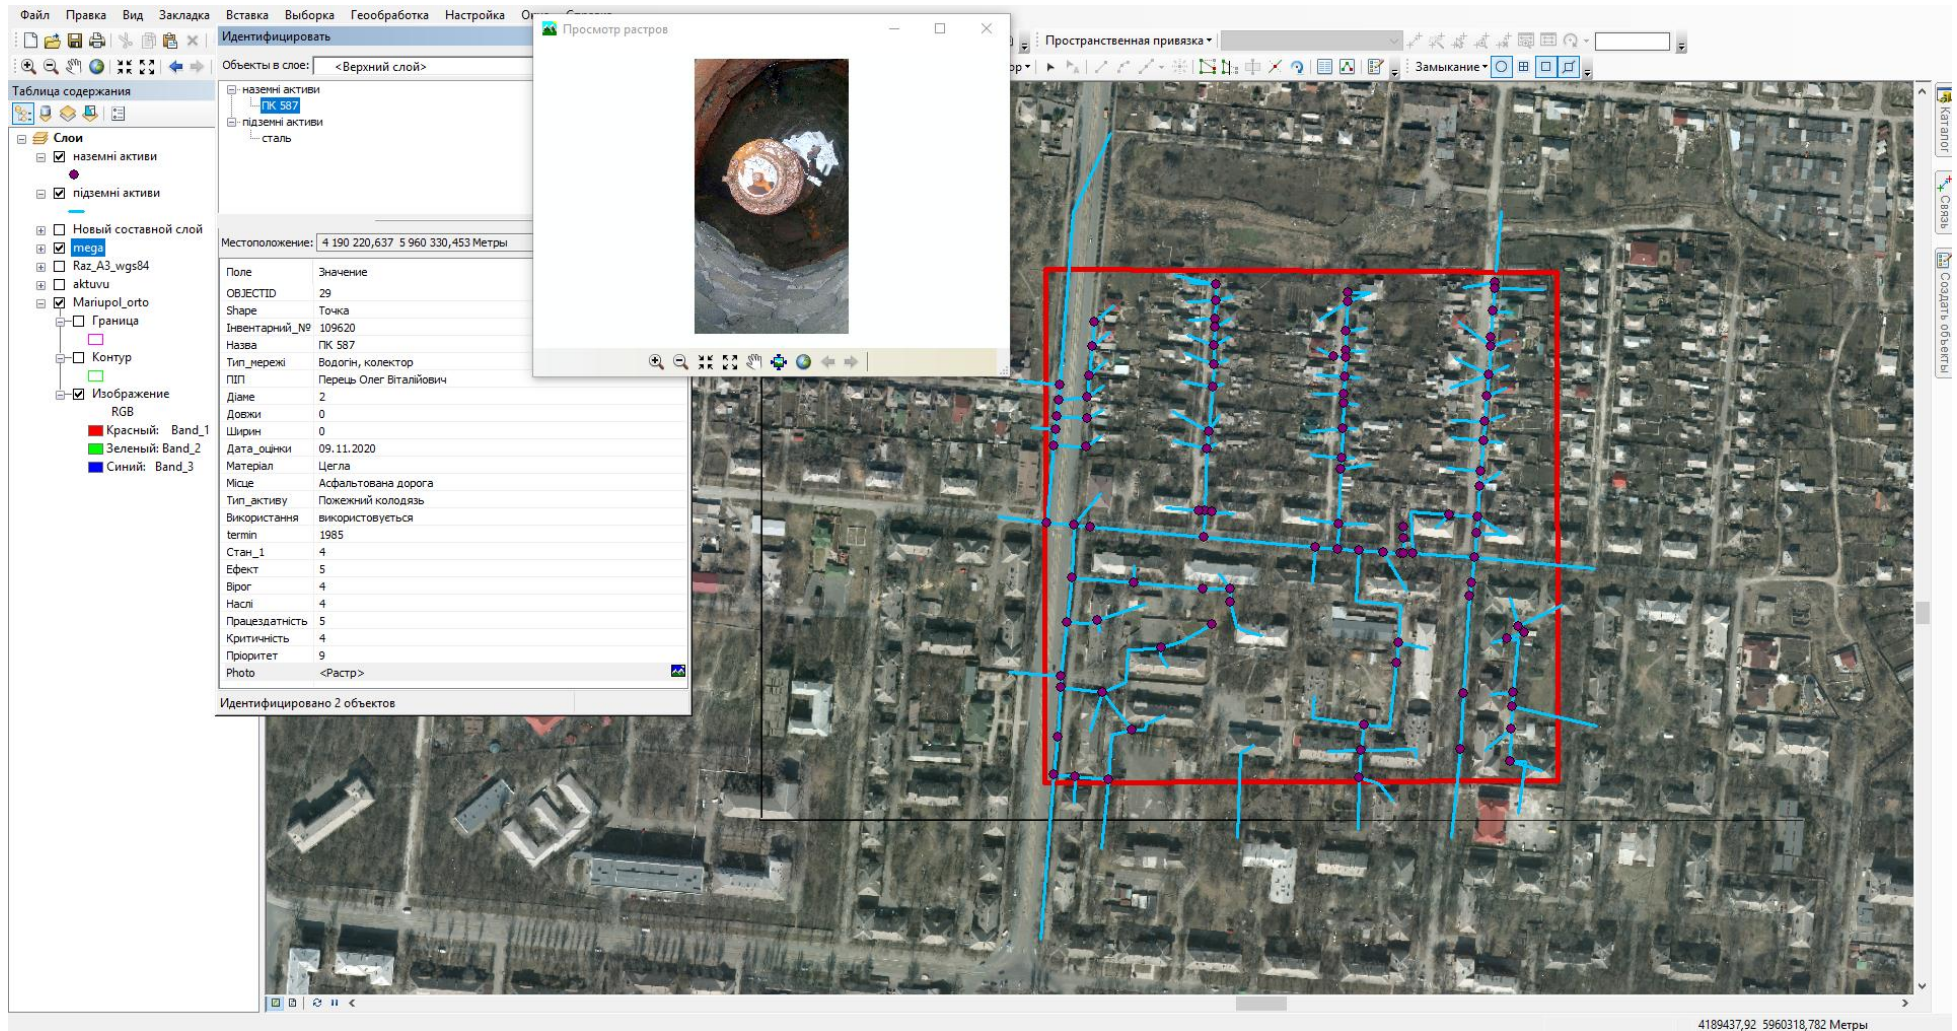 Файл Правка Вид Закладка Вставка Выборка Геообработка Настройка
Идентифицировать
Просмотр растров
Пространственная привязка
Объекты в слое: <Верхний слой>
Замыкание
Таблица содержания
Слои
наземні активи
підземні активи
Новый составной слой
mega
Raz_A3_wgs84
aktuvu
Mariupol_orto
Граница
Контур
Изображение
RGB
Красный: Band_1
Зеленый: Band_2
Синий: Band_3
наземні активи
ПК 587
підземні активи
сталь
Местоположение: 4 190 220,637 5 960 330,453 Метры
Поле Значение
OBJECTID 29
Shape Точка
Інвентарний_№ 109620
Назва ПК 587
Тип_мережі Водогін, колектор
ПІП Перець Олег Віталійович
Діаме 2
Довжи 0
Ширин 0
Дата_оцінки 09.11.2020
Матеріал Цегла
Місце Асфальтована дорога
Тип_активу Пожежний колодязь
Використання використовується
termin 1985
Стан_1 4
Ефект 5
Вірог 4
Наслі 4
Працездатність 5
Критичність 4
Пріоритет 9
Photo <Растр>
Идентифицировано 2 объектов
Каталог
Связь
Создать объекты
4189437,92 5960318,782 Метры